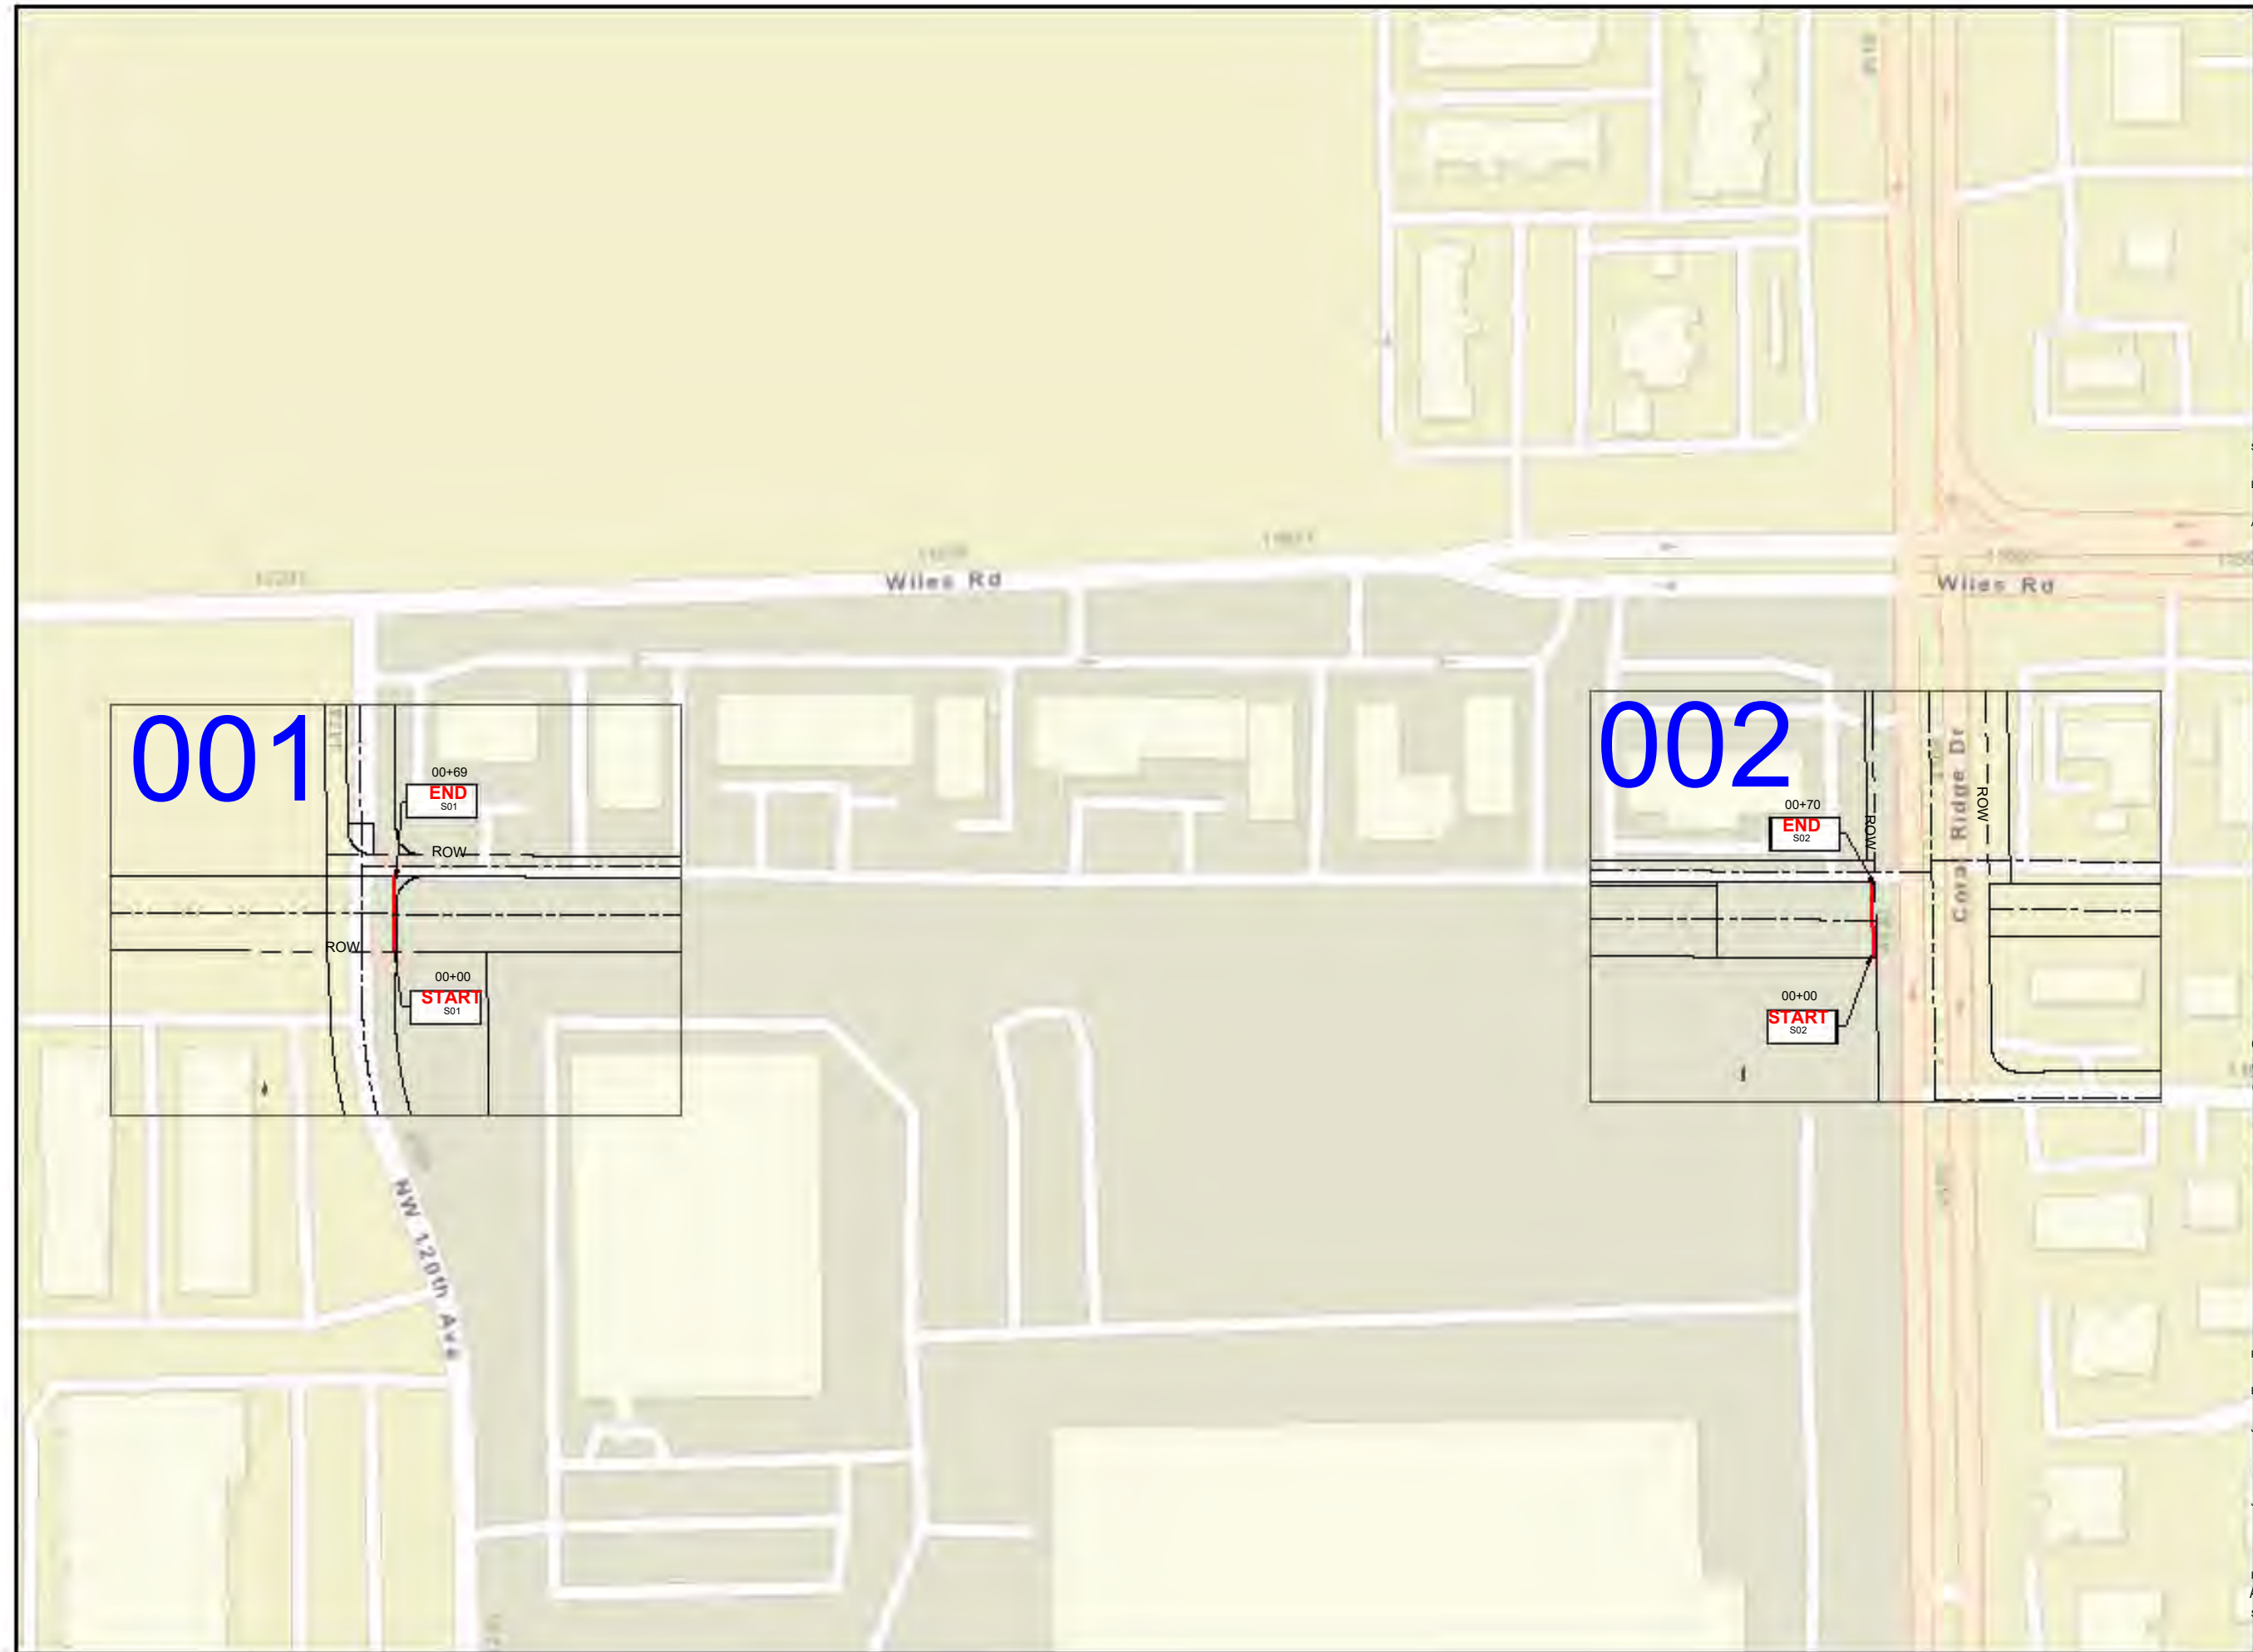 Wiles Rd
Wiles Rd
001
00+69
END
S01
ROW
ROW
00+00
START
S01
NW 120th Ave
002
00+70
END
S02
ROW
ROW
Coral Ridge Dr
00+00
START
S02